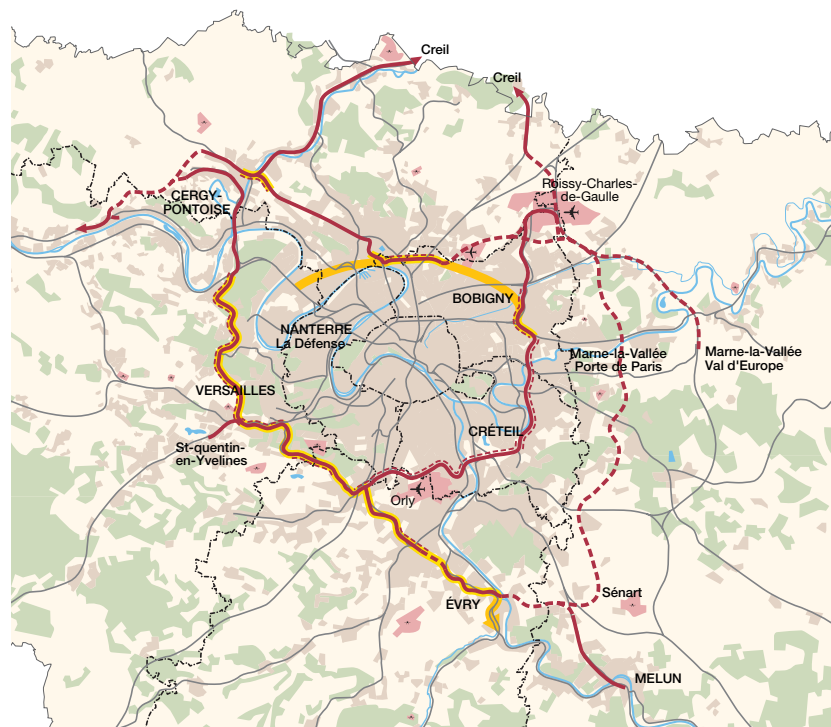 Creil
Creil
Roissy-Charles-
de-Gaulle
CERGY-
PONTOISE
BOBIGNY
NANTERRE
La Défense
Marne-la-Vallée
Porte de Paris
Marne-la-Vallée
Val d'Europe
VERSAILLES
CRÉTEIL
St-quentin-
en-Yvelines
Orly
Sénart
ÉVRY
MELUN